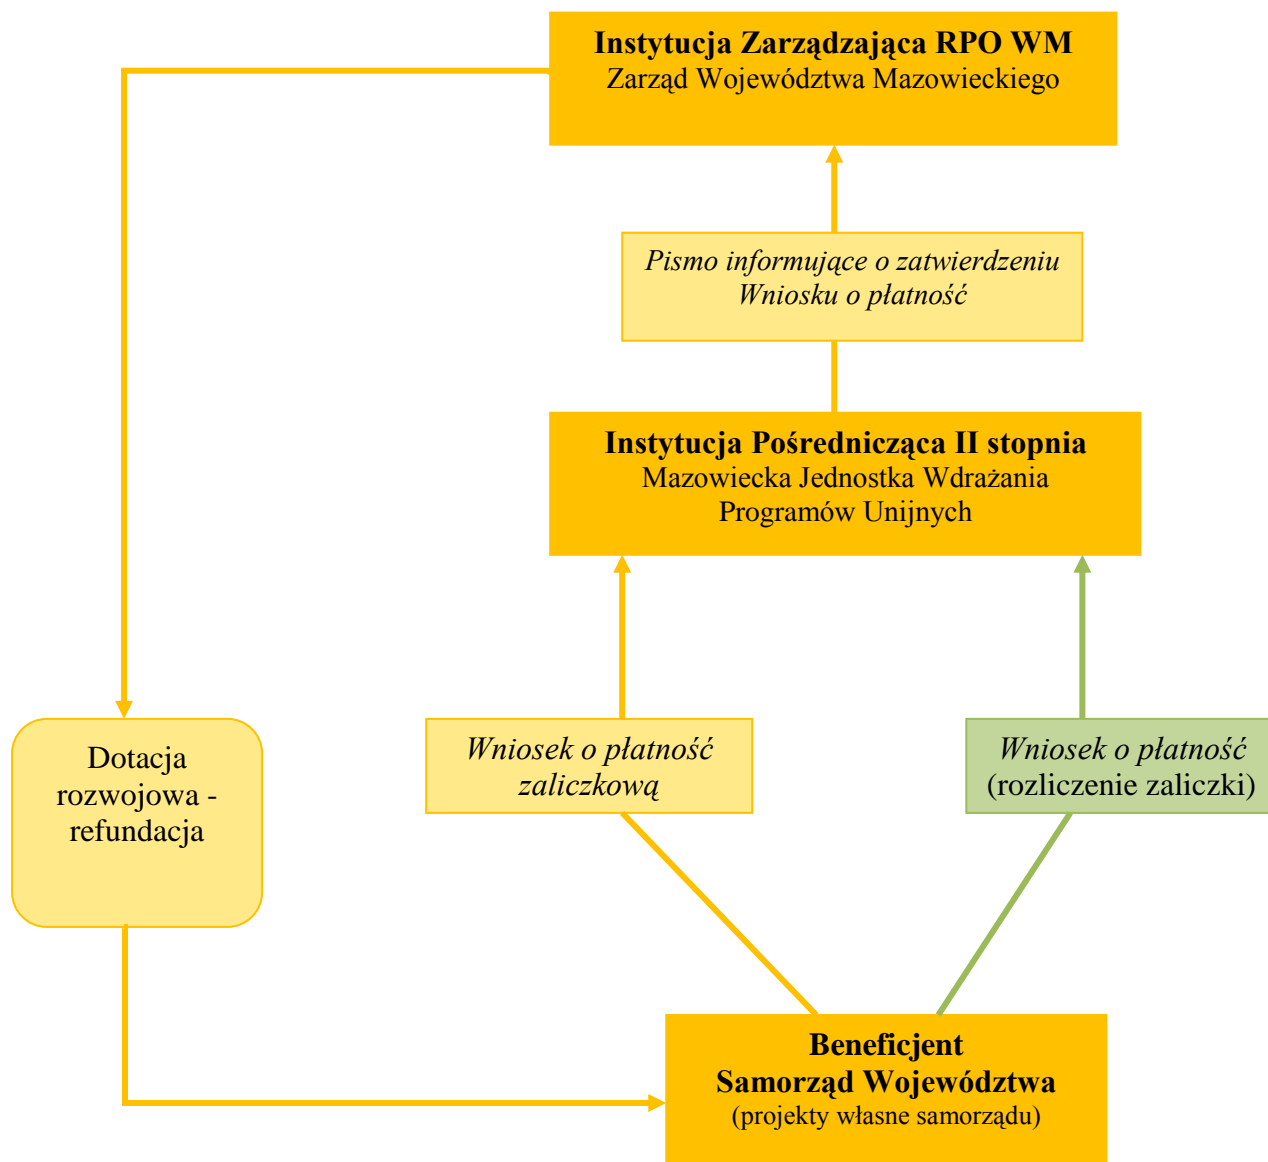 Instytucja Zarządzająca RPO WM
Zarząd Województwa Mazowieckiego
Pismo informujące o zatwierdzeniu
Wniosku o płatność
Instytucja Pośrednicząca II stopnia
Mazowiecka Jednostka Wdrażania
Programów Unijnych
Dotacja
rozwojowa -
refundacja
Wniosek o płatność
zaliczkową
Wniosek o płatność
(rozliczenie zaliczki)
Beneficjent
Samorząd Województwa
(projekty własne samorządu)